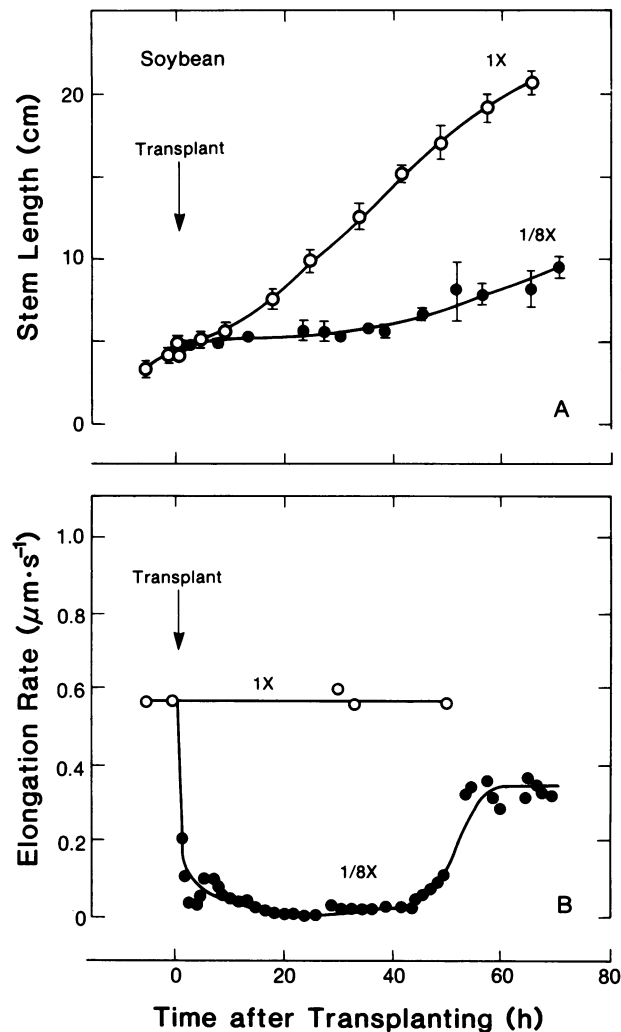 Soybean
1X
20
Transplant
1/8X
10
0
A
Stem Length (cm)
1.0
Transplant
0.8
0.6
1X
0.4
0.2
1/8X
0
B
Elongation Rate (μm·s⁻¹)
0 20 40 60 80
Time after Transplanting (h)